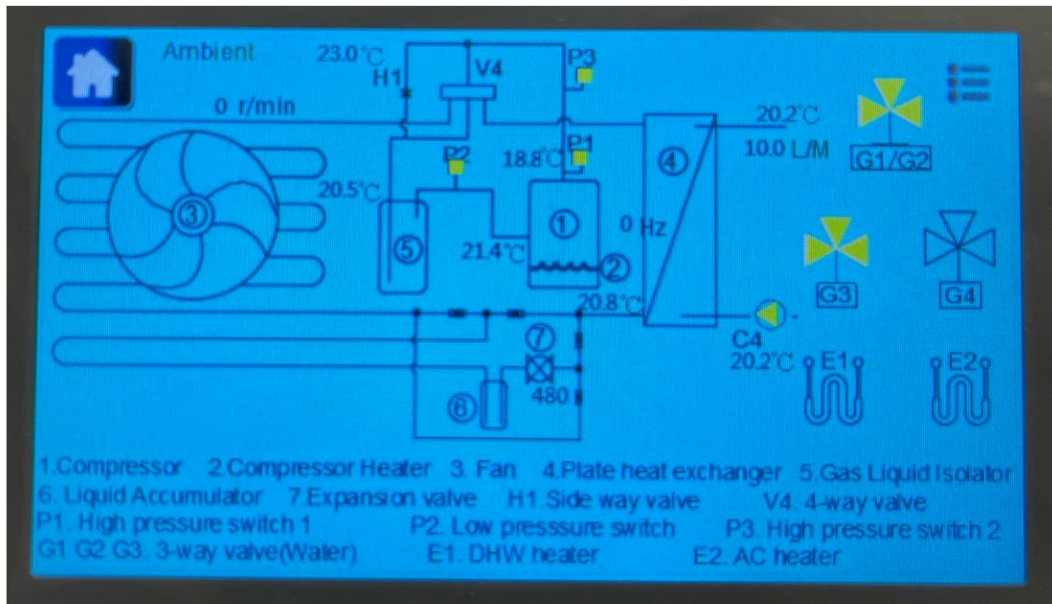 Ambient 23.0℃
H1 V4 P3
0 r/min
20.2℃
P2 18.8℃ P1 ④ 10.0 L/M G1/G2
20.5℃
③ ① 0 Hz
⑤ 21.4℃ ②
20.8℃ G3 G4
⑦ C4
20.2℃ E1 E2
⑥ 480
1.Compressor 2.Compressor Heater 3. Fan 4.Plate heat exchanger 5.Gas Liquid Isolator
6. Liquid Accumulator 7.Expansion valve H1.Side way valve V4. 4-way valve
P1. High pressure switch 1 P2. Low presssure switch P3. High pressure switch 2
G1 G2 G3. 3-way valve(Water) E1. DHW heater E2. AC heater